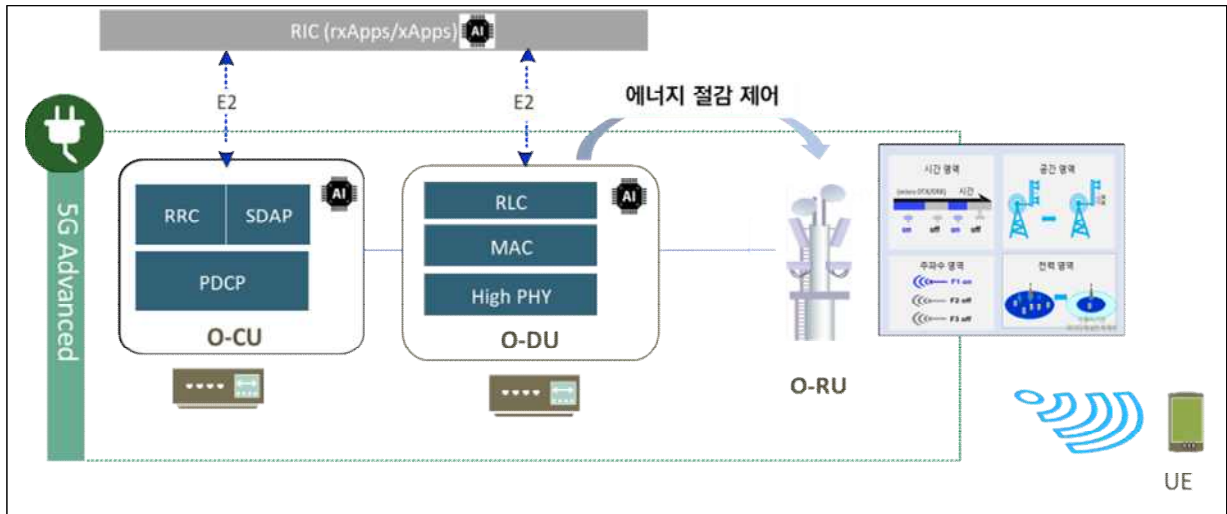 RIC (rxApps/xApps) AI
E2
E2
에너지 절감 제어
5G Advanced
AI
RRC
SDAP
PDCP
O-CU
AI
RLC
MAC
High PHY
O-DU
O-RU
시간 영역
시간
on
off
on
off
공간 영역
주파수 영역
F1 on
F2 off
F3 off
전력 영역
UE